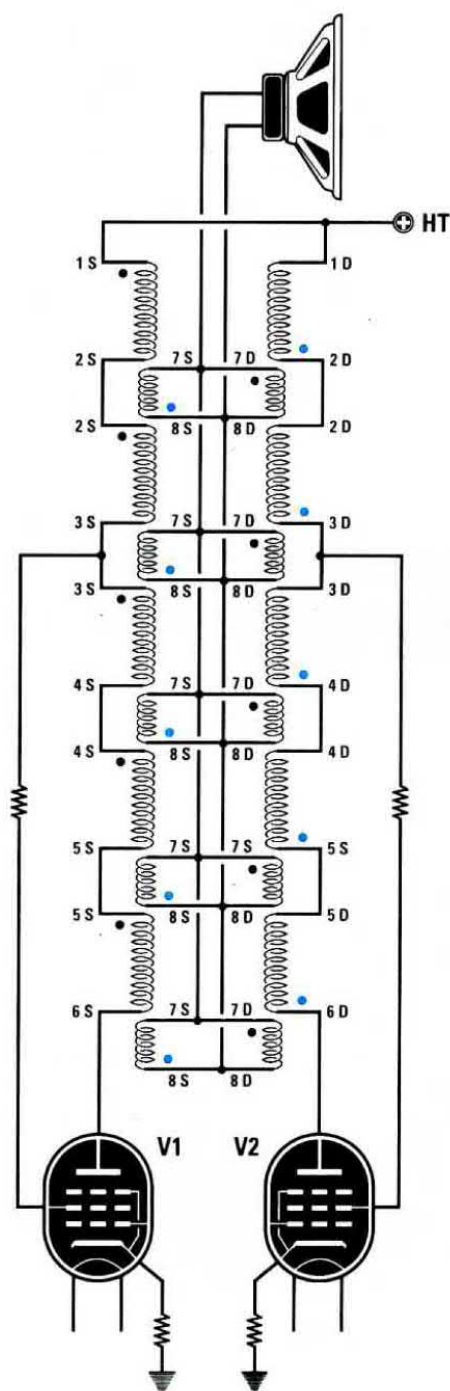 HT
1 S 1 D
2 S 7 S 7 D 2 D
2 S 8 S 8 D 2 D
3 S 7 S 7 D 3 D
3 S 8 S 8 D 3 D
4 S 7 S 7 D 4 D
4 S 8 S 8 D 4 D
5 S 7 S 7 S 5 S
5 S 8 S 8 D 5 D
6 S 7 S 7 D 6 D
8 S 8 D
V1 V2